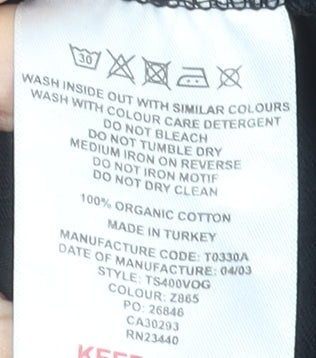 30
WASH INSIDE OUT WITH SIMILAR COLOURS
WASH WITH COLOUR CARE DETERGENT
DO NOT BLEACH
DO NOT TUMBLE DRY
MEDIUM IRON ON REVERSE
DO NOT IRON MOTIF
DO NOT DRY CLEAN
100% ORGANIC COTTON
MADE IN TURKEY
MANUFACTURE CODE: T0330A
DATE OF MANUFACTURE: 04/03
STYLE: TS400VOG
COLOUR: Z865
PO: 26846
CA30293
RN23440